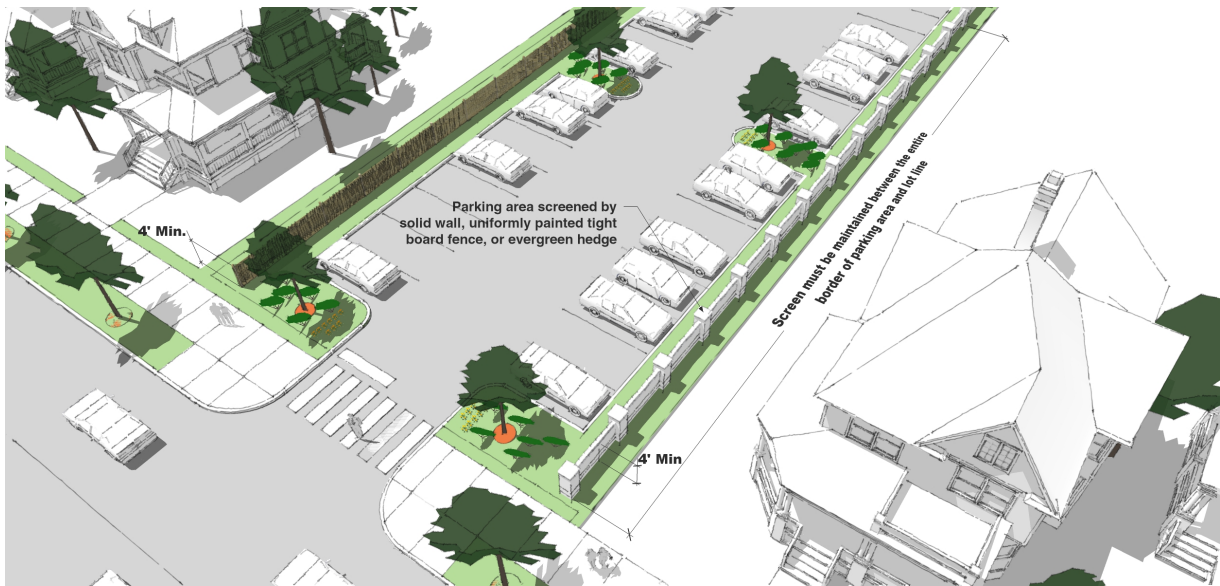 4' Min.
Parking area screened by
solid wall, uniformly painted tight
board fence, or evergreen hedge
Screen must be maintained between the entire
border of parking area and lot line
4' Min